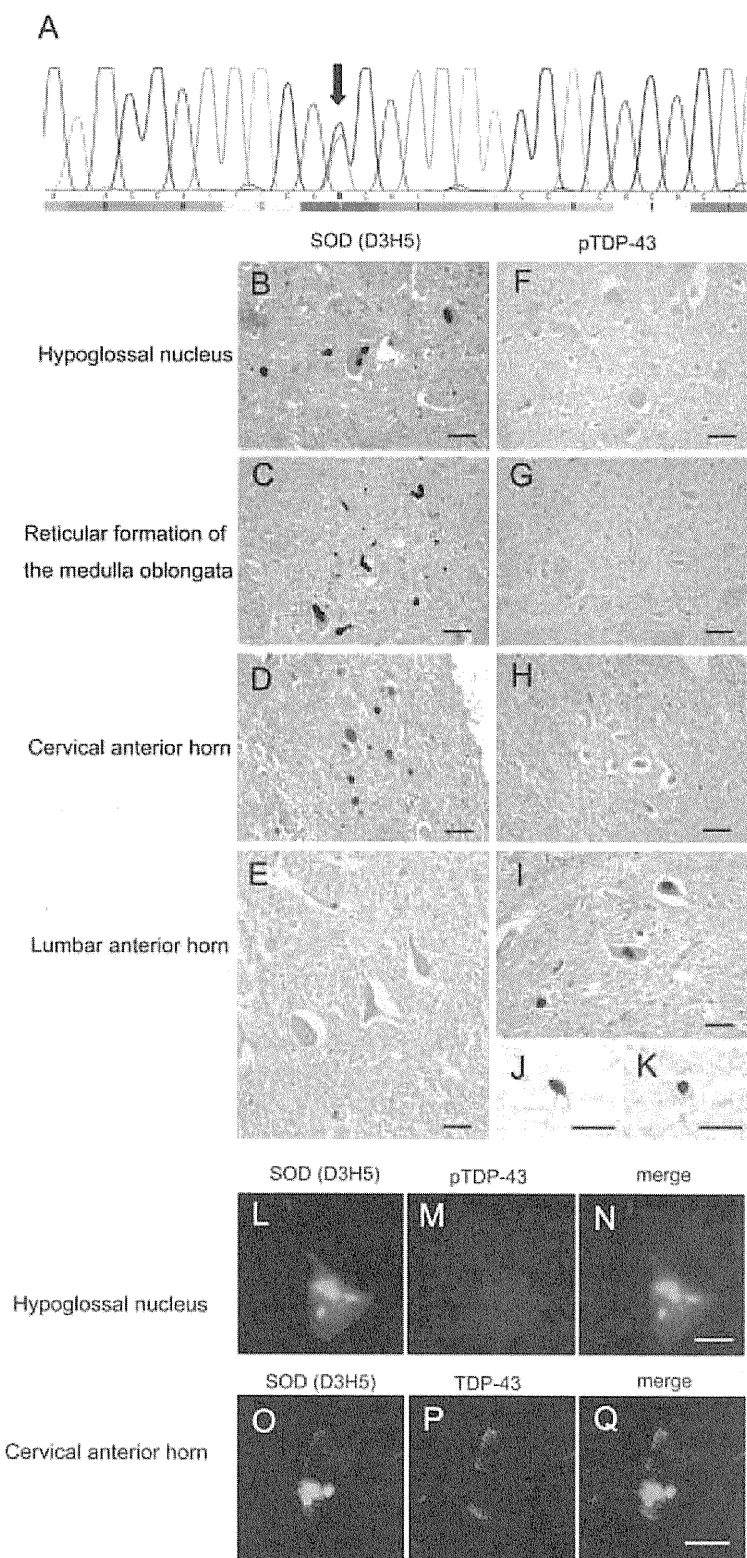 A
SOD (D3H5) pTDP-43
B F
Hypoglossal nucleus
C G
Reticular formation of
the medulla oblongata
D H
Cervical anterior horn
E I
Lumbar anterior horn
J K
SOD (D3H5) pTDP-43 merge
L M N
Hypoglossal nucleus
SOD (D3H5) TDP-43 merge
O P Q
Cervical anterior horn